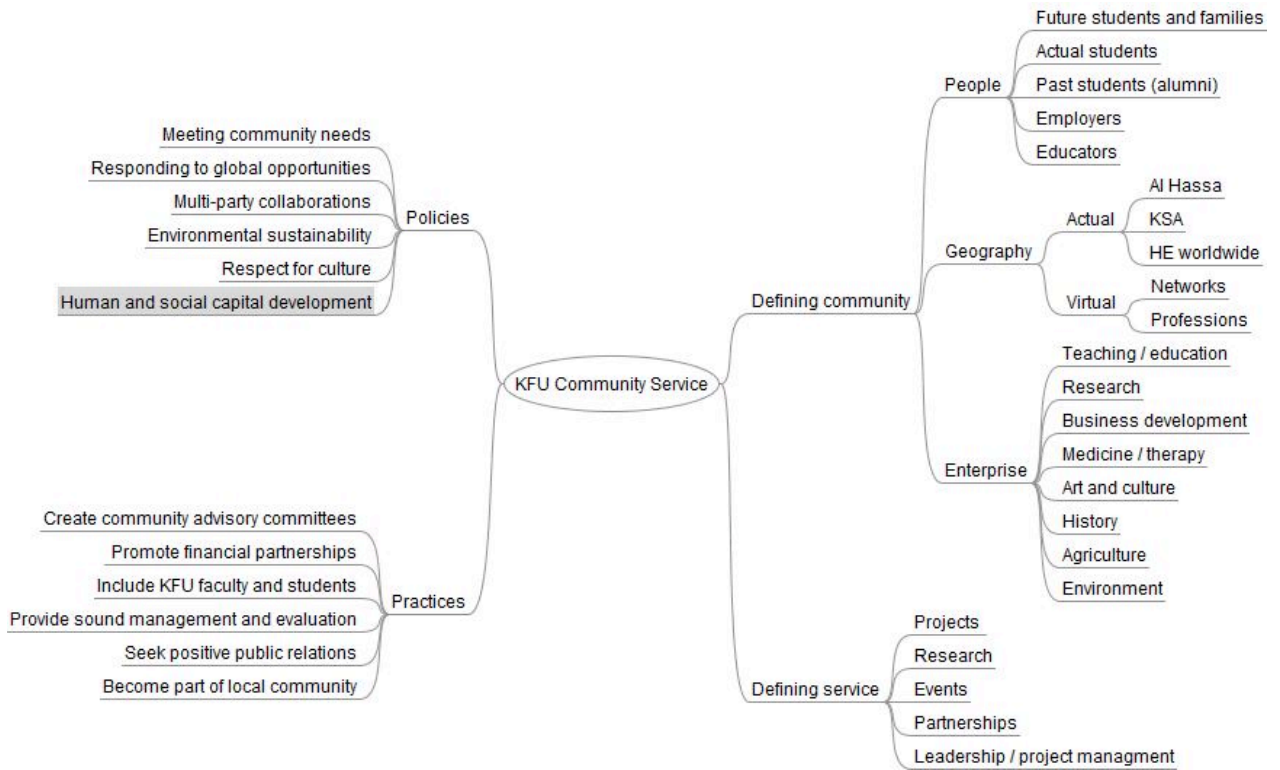 KFU Community Service
Policies
Meeting community needs
Responding to global opportunities
Multi-party collaborations
Environmental sustainability
Respect for culture
Human and social capital development
Practices
Create community advisory committees
Promote financial partnerships
Include KFU faculty and students
Provide sound management and evaluation
Seek positive public relations
Become part of local community
Defining community
People
Future students and families
Actual students
Past students (alumni)
Employers
Educators
Geography
Actual
Al Hassa
KSA
HE worldwide
Virtual
Networks
Professions
Enterprise
Teaching / education
Research
Business development
Medicine / therapy
Art and culture
History
Agriculture
Environment
Defining service
Projects
Research
Events
Partnerships
Leadership / project managment